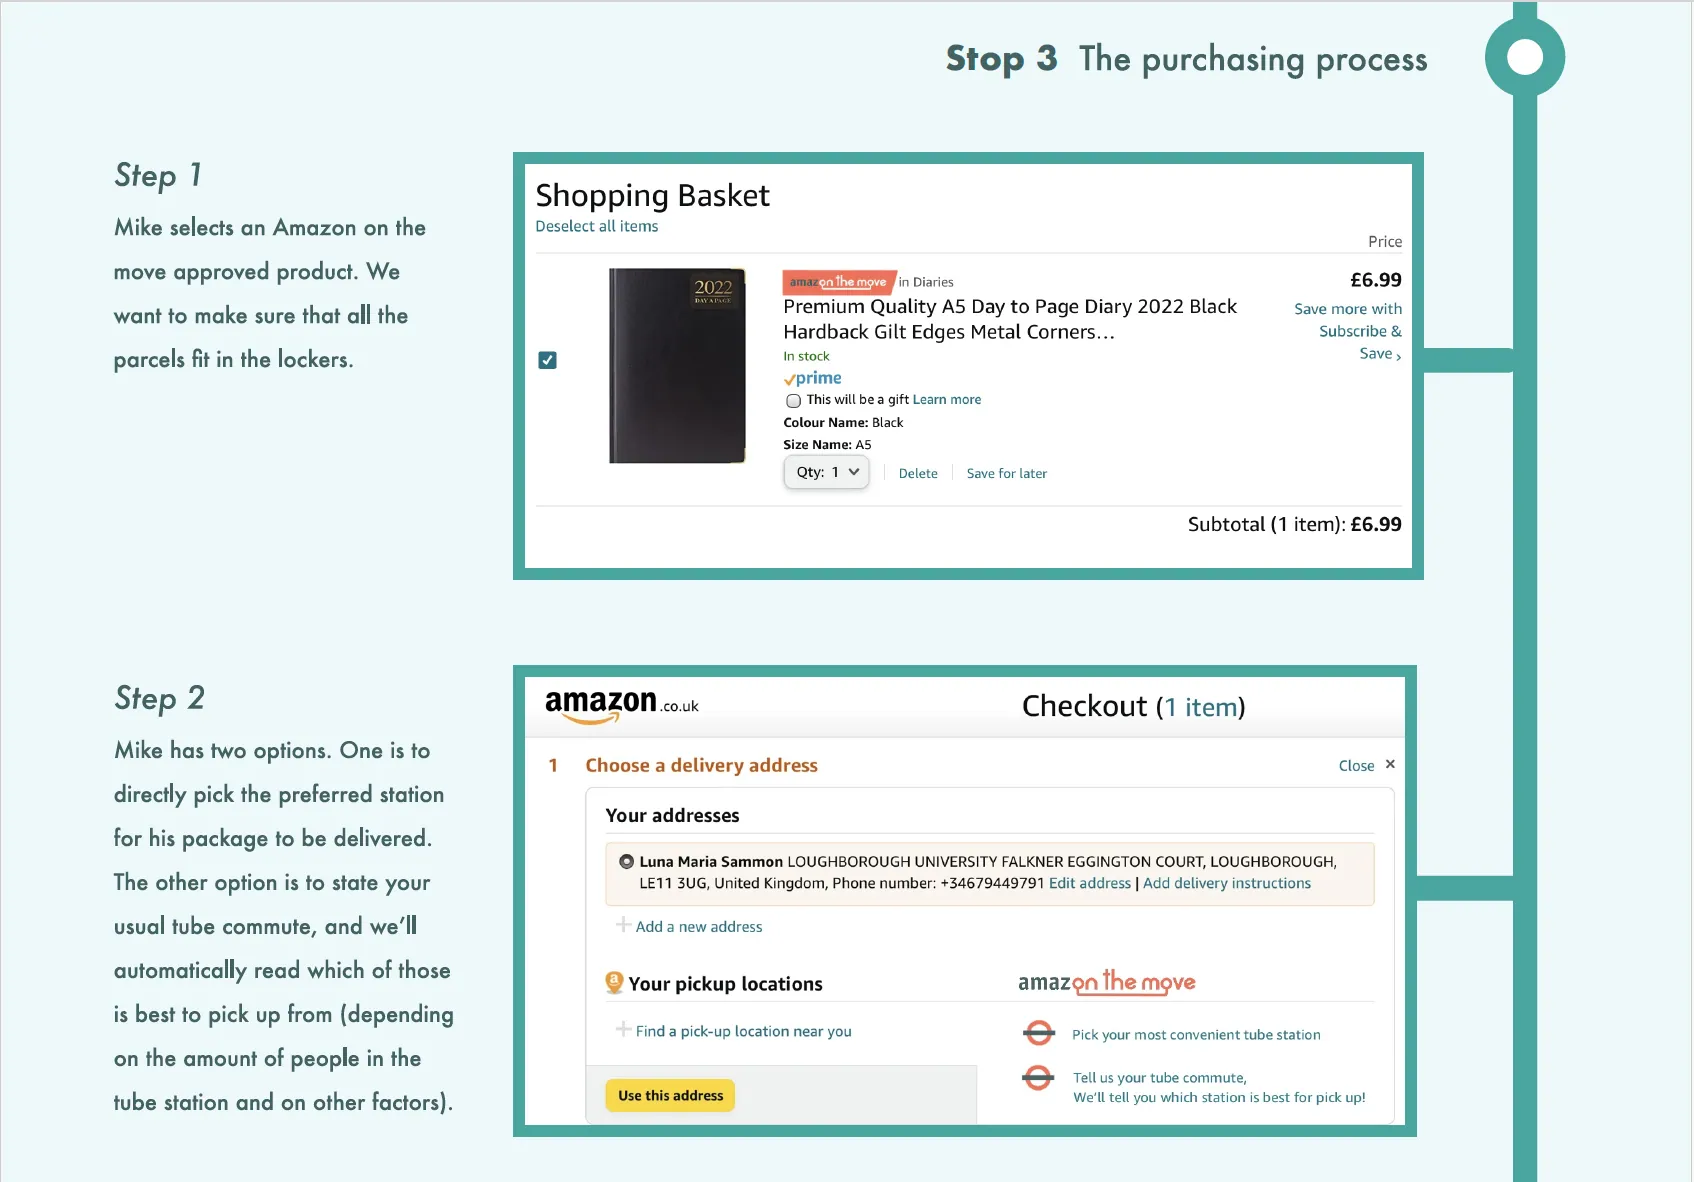 Stop 3 The purchasing process
Step 1
Mike selects an Amazon on the
move approved product. We
want to make sure that all the
parcels fit in the lockers.
Shopping Basket
Deselect all items
Price
2022
DAY A PAGE
amazon the move in Diaries
£6.99
Premium Quality A5 Day to Page Diary 2022 Black
Hardback Gilt Edges Metal Corners...
Save more with
Subscribe &
Save ›
In stock
prime
This will be a gift Learn more
Colour Name: Black
Size Name: A5
Qty: 1
Delete
Save for later
Subtotal (1 item): £6.99
Step 2
Mike has two options. One is to
directly pick the preferred station
for his package to be delivered.
The other option is to state your
usual tube commute, and we’ll
automatically read which of those
is best to pick up from (depending
on the amount of people in the
tube station and on other factors).
amazon.co.uk
Checkout (1 item)
1 Choose a delivery address
Close ×
Your addresses
Luna Maria Sammon LOUGHBOROUGH UNIVERSITY FALKNER EGGINGTON COURT, LOUGHBOROUGH,
LE11 3UG, United Kingdom, Phone number: +34679449791 Edit address | Add delivery instructions
Add a new address
a Your pickup locations
Find a pick-up location near you
Use this address
amazon the move
Pick your most convenient tube station
Tell us your tube commute,
We'll tell you which station is best for pick up!